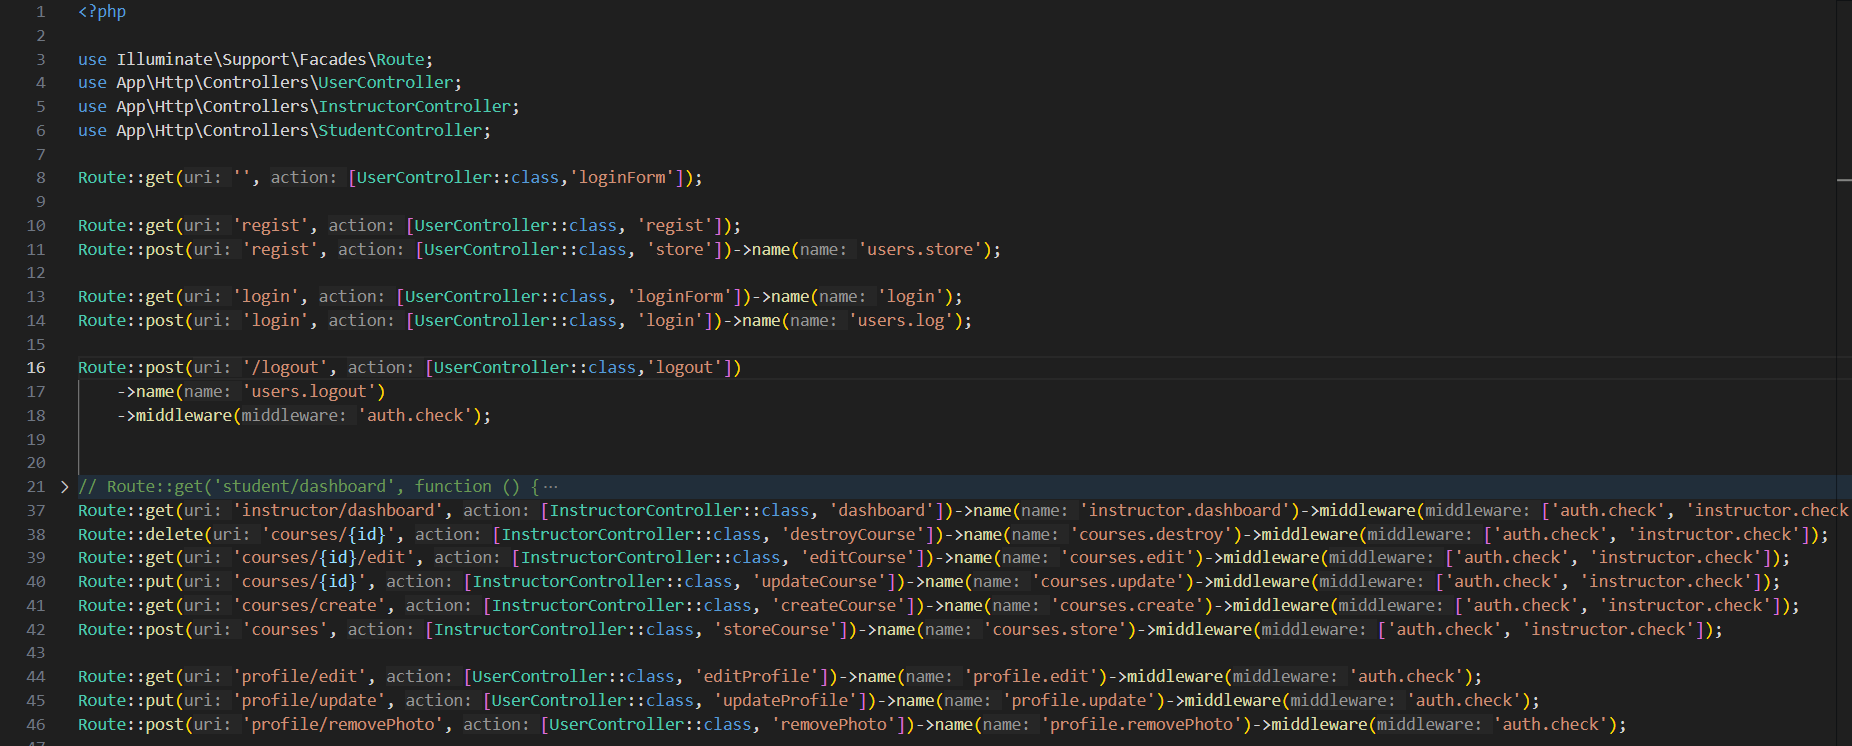 1 <?php
2
3 use Illuminate\Support\Facades\Route;
4 use App\Http\Controllers\UserController;
5 use App\Http\Controllers\InstructorController;
6 use App\Http\Controllers\StudentController;
7
8 Route::get(uri: '', action: [UserController::class,'loginForm']);
9
10 Route::get(uri: 'regist', action: [UserController::class, 'regist']);
11 Route::post(uri: 'regist', action: [UserController::class, 'store'])->name(name: 'users.store');
12
13 Route::get(uri: 'login', action: [UserController::class, 'loginForm'])->name(name: 'login');
14 Route::post(uri: 'login', action: [UserController::class, 'login'])->name(name: 'users.log');
15
16 Route::post(uri: '/logout', action: [UserController::class,'logout'])
17 ->name(name: 'users.logout')
18 ->middleware(middleware: 'auth.check');
19
20
21 // Route::get('student/dashboard', function () { ···
37 Route::get(uri: 'instructor/dashboard', action: [InstructorController::class, 'dashboard'])->name(name: 'instructor.dashboard')->middleware(middleware: ['auth.check', 'instructor.check
38 Route::delete(uri: 'courses/{id}', action: [InstructorController::class, 'destroyCourse'])->name(name: 'courses.destroy')->middleware(middleware: ['auth.check', 'instructor.check']);
39 Route::get(uri: 'courses/{id}/edit', action: [InstructorController::class, 'editCourse'])->name(name: 'courses.edit')->middleware(middleware: ['auth.check', 'instructor.check']);
40 Route::put(uri: 'courses/{id}', action: [InstructorController::class, 'updateCourse'])->name(name: 'courses.update')->middleware(middleware: ['auth.check', 'instructor.check']);
41 Route::get(uri: 'courses/create', action: [InstructorController::class, 'createCourse'])->name(name: 'courses.create')->middleware(middleware: ['auth.check', 'instructor.check']);
42 Route::post(uri: 'courses', action: [InstructorController::class, 'storeCourse'])->name(name: 'courses.store')->middleware(middleware: ['auth.check', 'instructor.check']);
43
44 Route::get(uri: 'profile/edit', action: [UserController::class, 'editProfile'])->name(name: 'profile.edit')->middleware(middleware: 'auth.check');
45 Route::put(uri: 'profile/update', action: [UserController::class, 'updateProfile'])->name(name: 'profile.update')->middleware(middleware: 'auth.check');
46 Route::post(uri: 'profile/removePhoto', action: [UserController::class, 'removePhoto'])->name(name: 'profile.removePhoto')->middleware(middleware: 'auth.check');